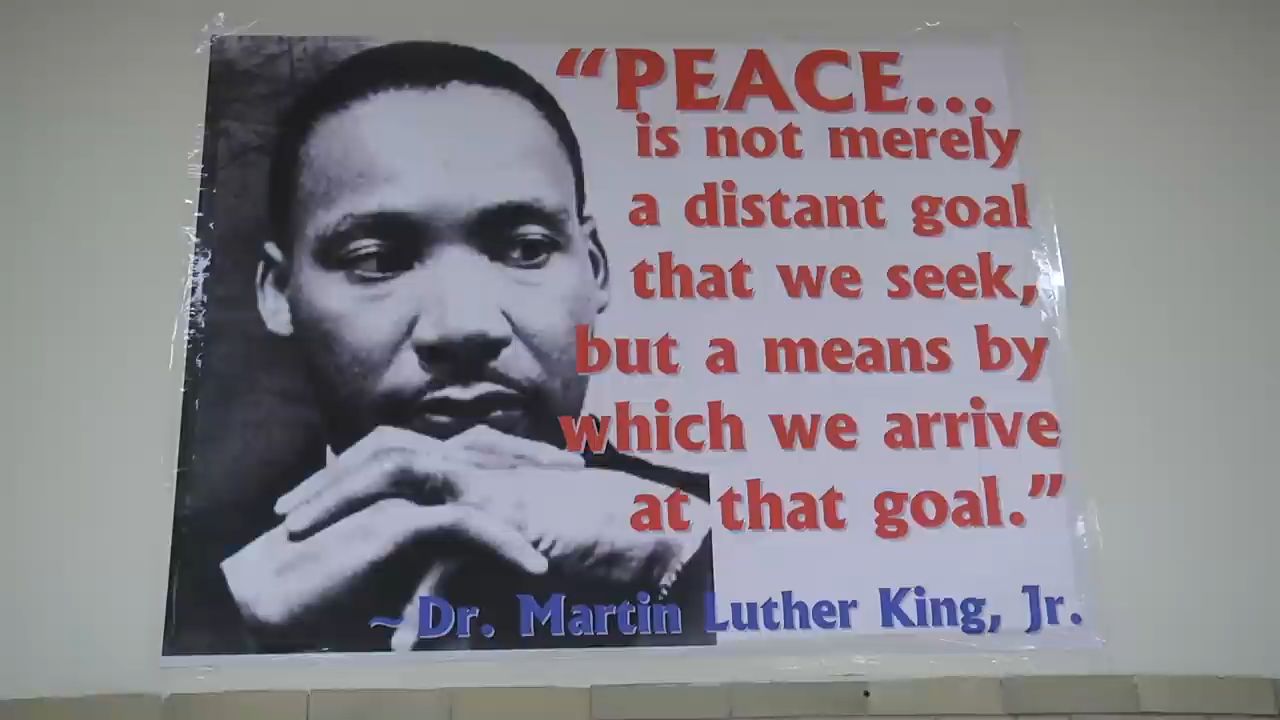 “PEACE...
is not merely
a distant goal
that we seek,
but a means by
which we arrive
at that goal.”
~ Dr. Martin Luther King, Jr.